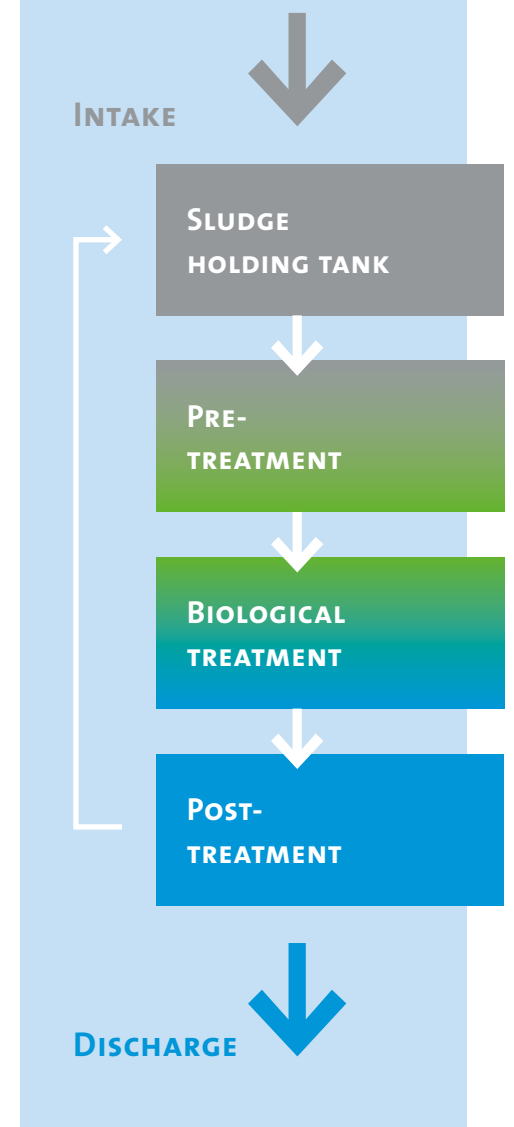 Intake
Sludge
holding tank
Pre-
treatment
Biological
treatment
Post-
treatment
Discharge